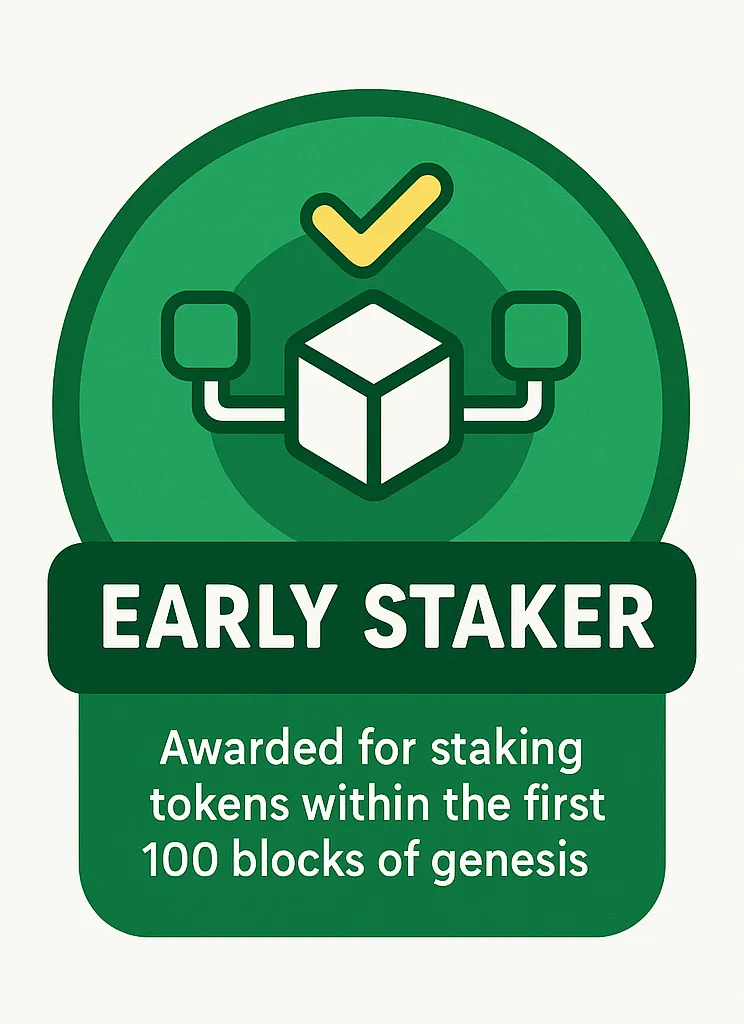 EARLY STAKER
Awarded for staking
tokens within the first
100 blocks of genesis